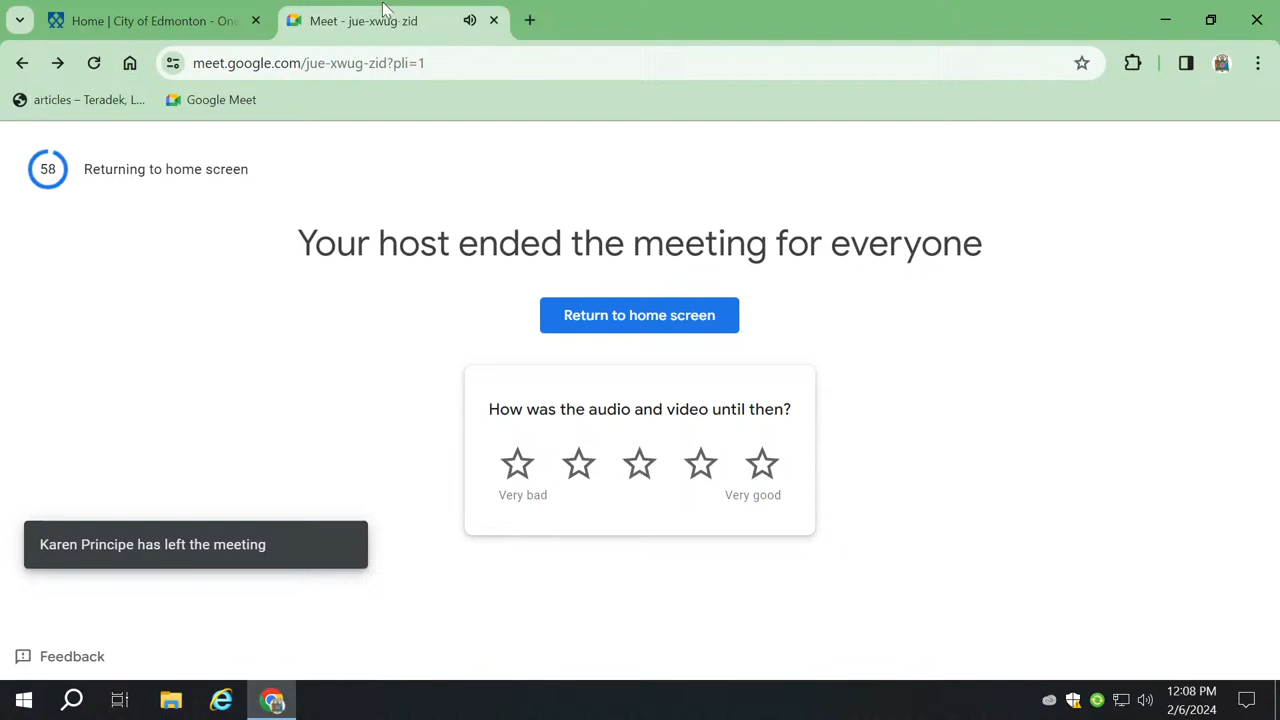 Home | City of Edmonton - One
Meet - jue-xwug-zid
meet.google.com/jue-xwug-zid?pli=1
articles – Teradek, L...
Google Meet
58
Returning to home screen
Your host ended the meeting for everyone
Return to home screen
How was the audio and video until then?
Very bad
Very good
Karen Principe has left the meeting
Feedback
12:08 PM
2/6/2024